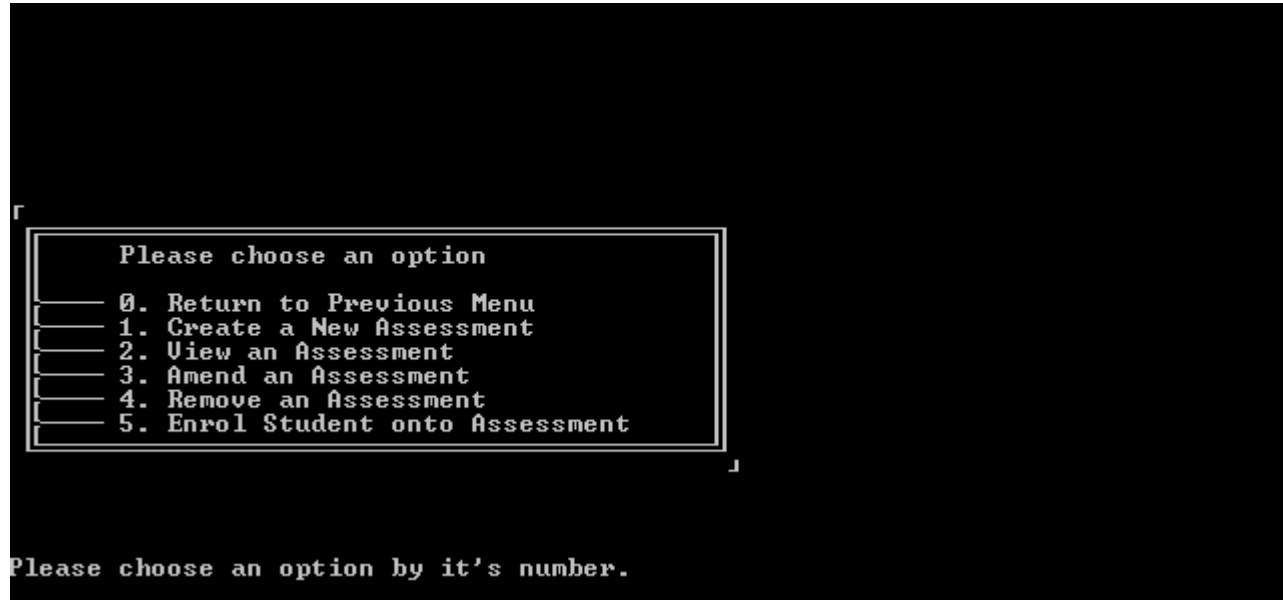 Please choose an option
0. Return to Previous Menu
1. Create a New Assessment
2. View an Assessment
3. Amend an Assessment
4. Remove an Assessment
5. Enrol Student onto Assessment
Please choose an option by it's number.